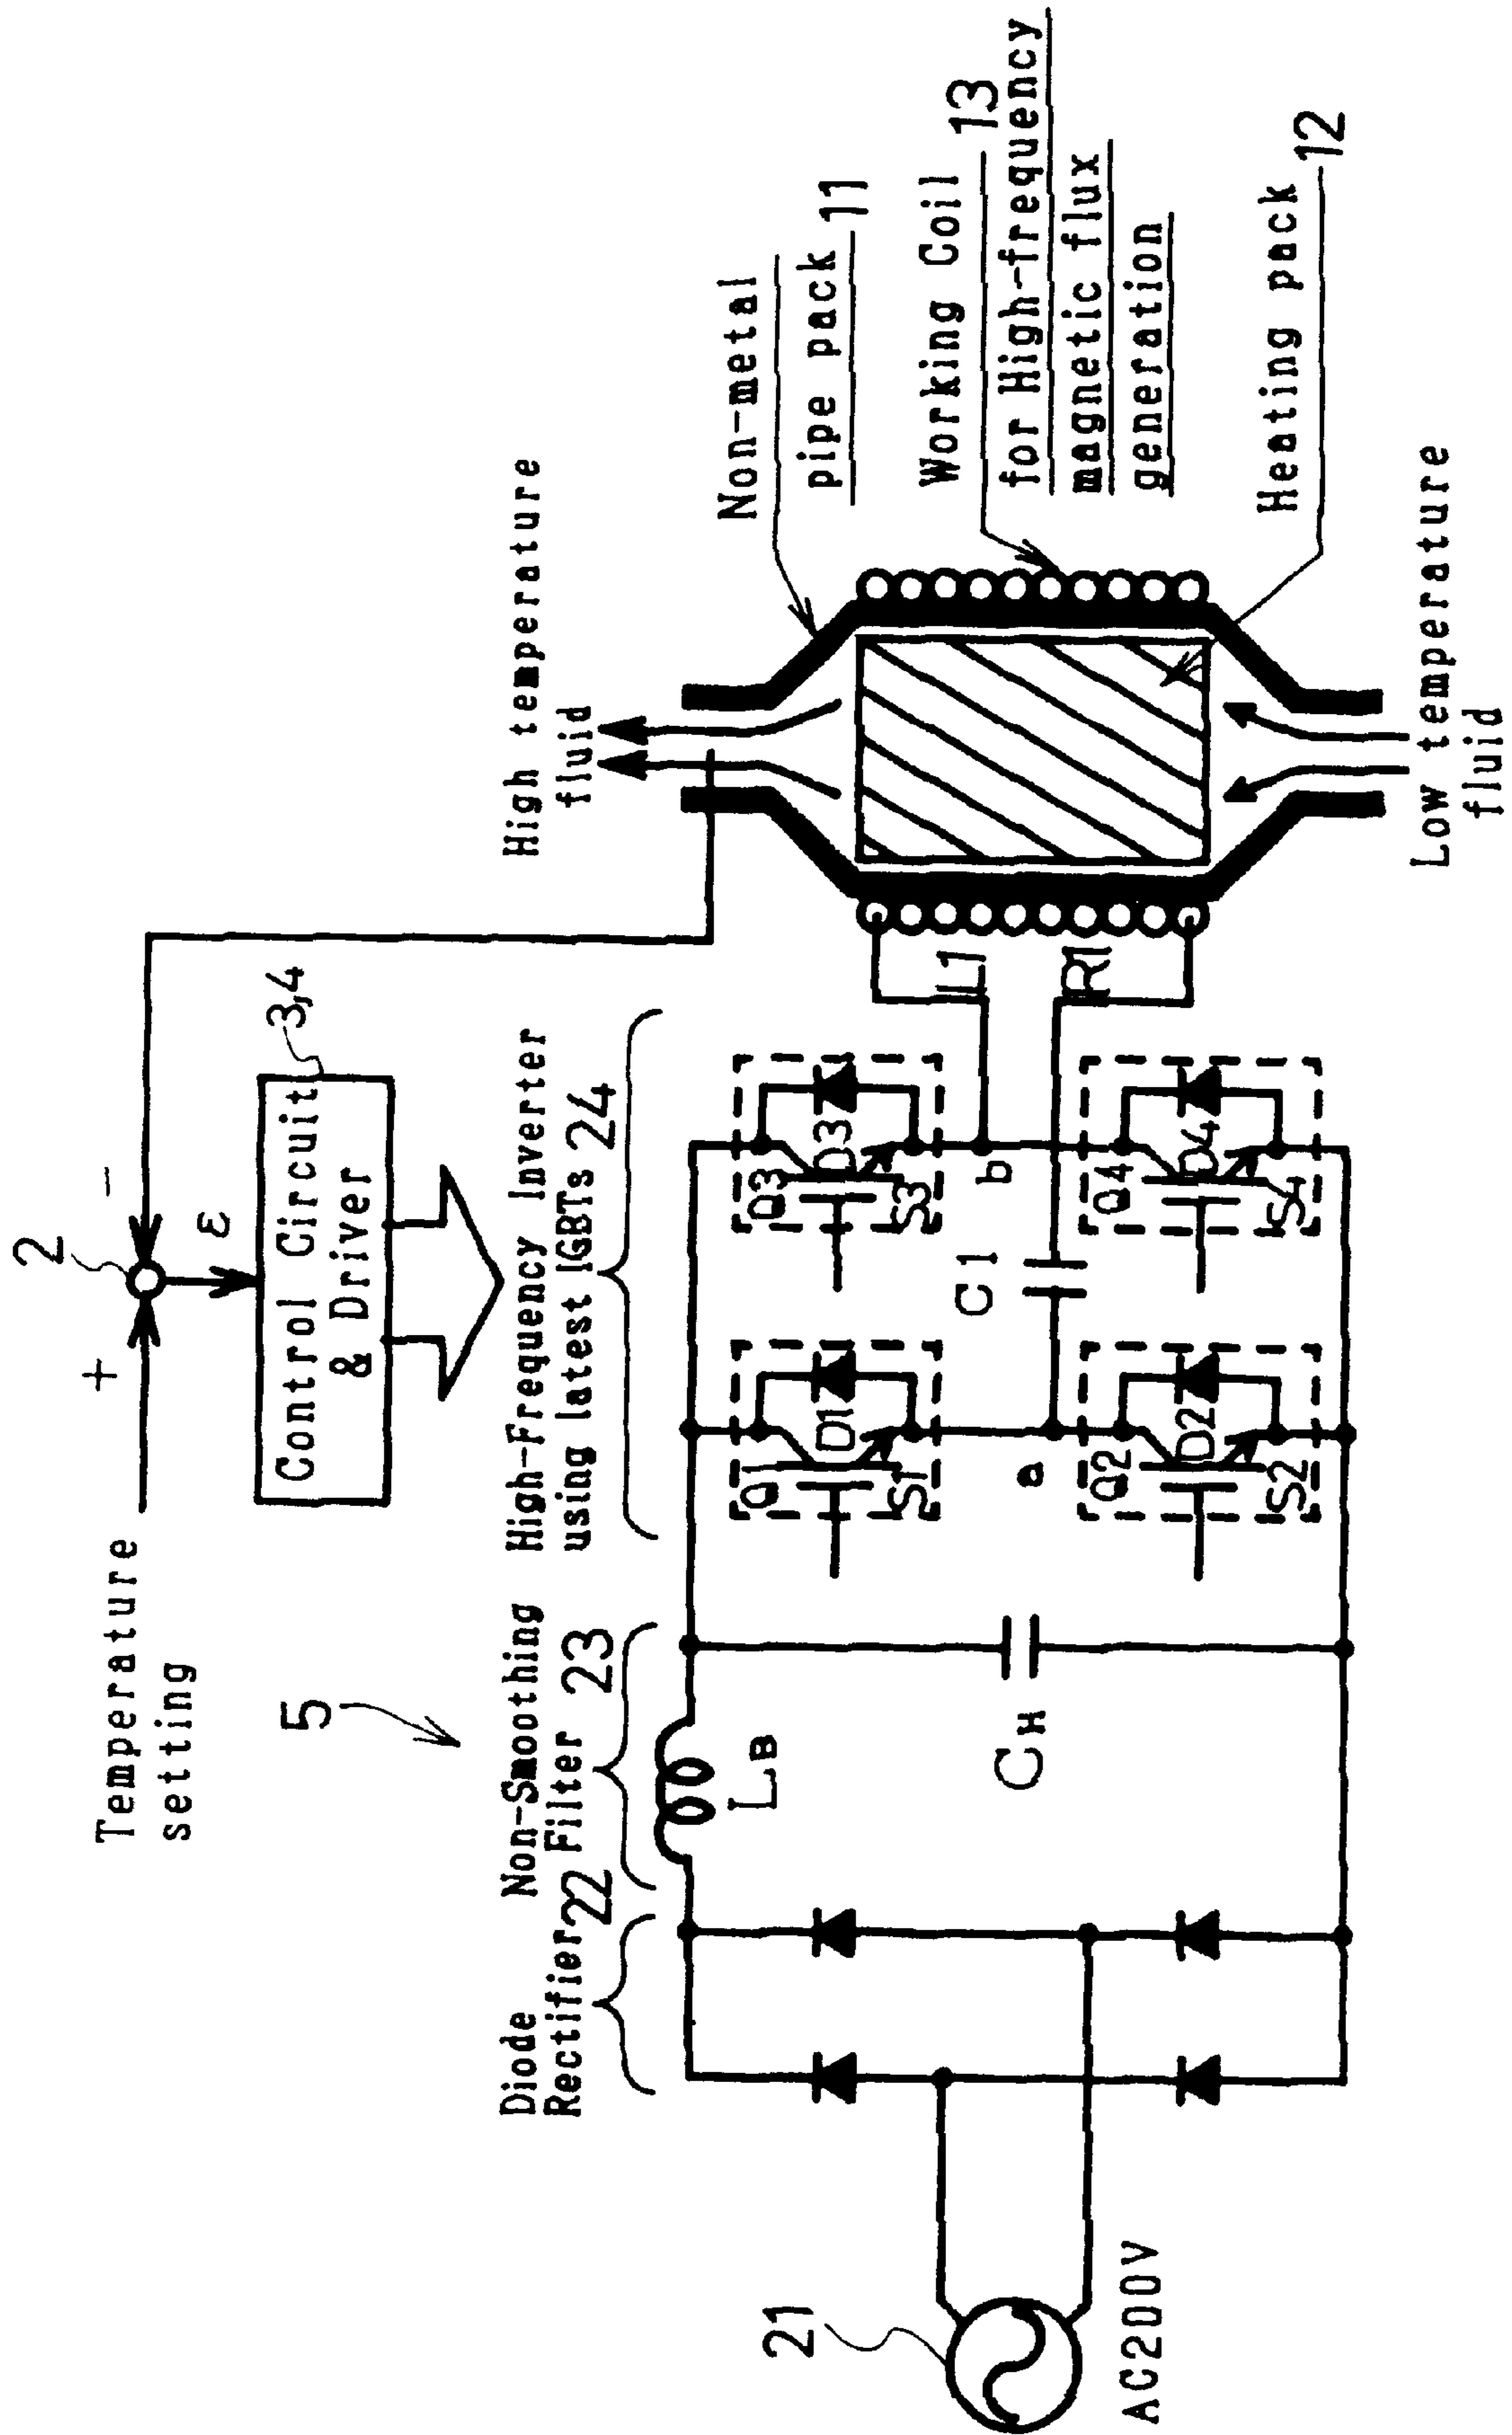 Temperature
setting
+
−
2
ε
Control Circuit
& Driver
3,4
5
Diode
Rectifier 22
Non-Smoothing
Filter 23
High-Frequency Inverter
using latest IGBTs 24
High temperature
fluid
Non-metal
pipe pack 11
Working Coil 13
for High-frequency
magnetic flux
generation
Heating pack 12
Low temperature
fluid
21
AC200V
LB
CH
Q1
D1
S1
Q3
D3
S3
a
C1
b
L1
R1
Q2
D2
S2
Q4
D4
S4